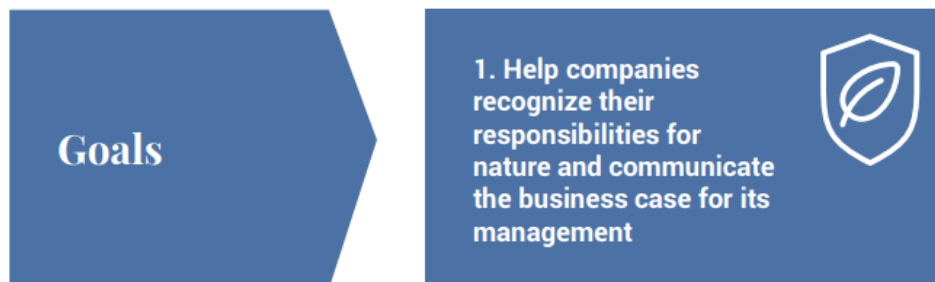 Goals
1. Help companies
recognize their
responsibilities for
nature and communicate
the business case for its
management